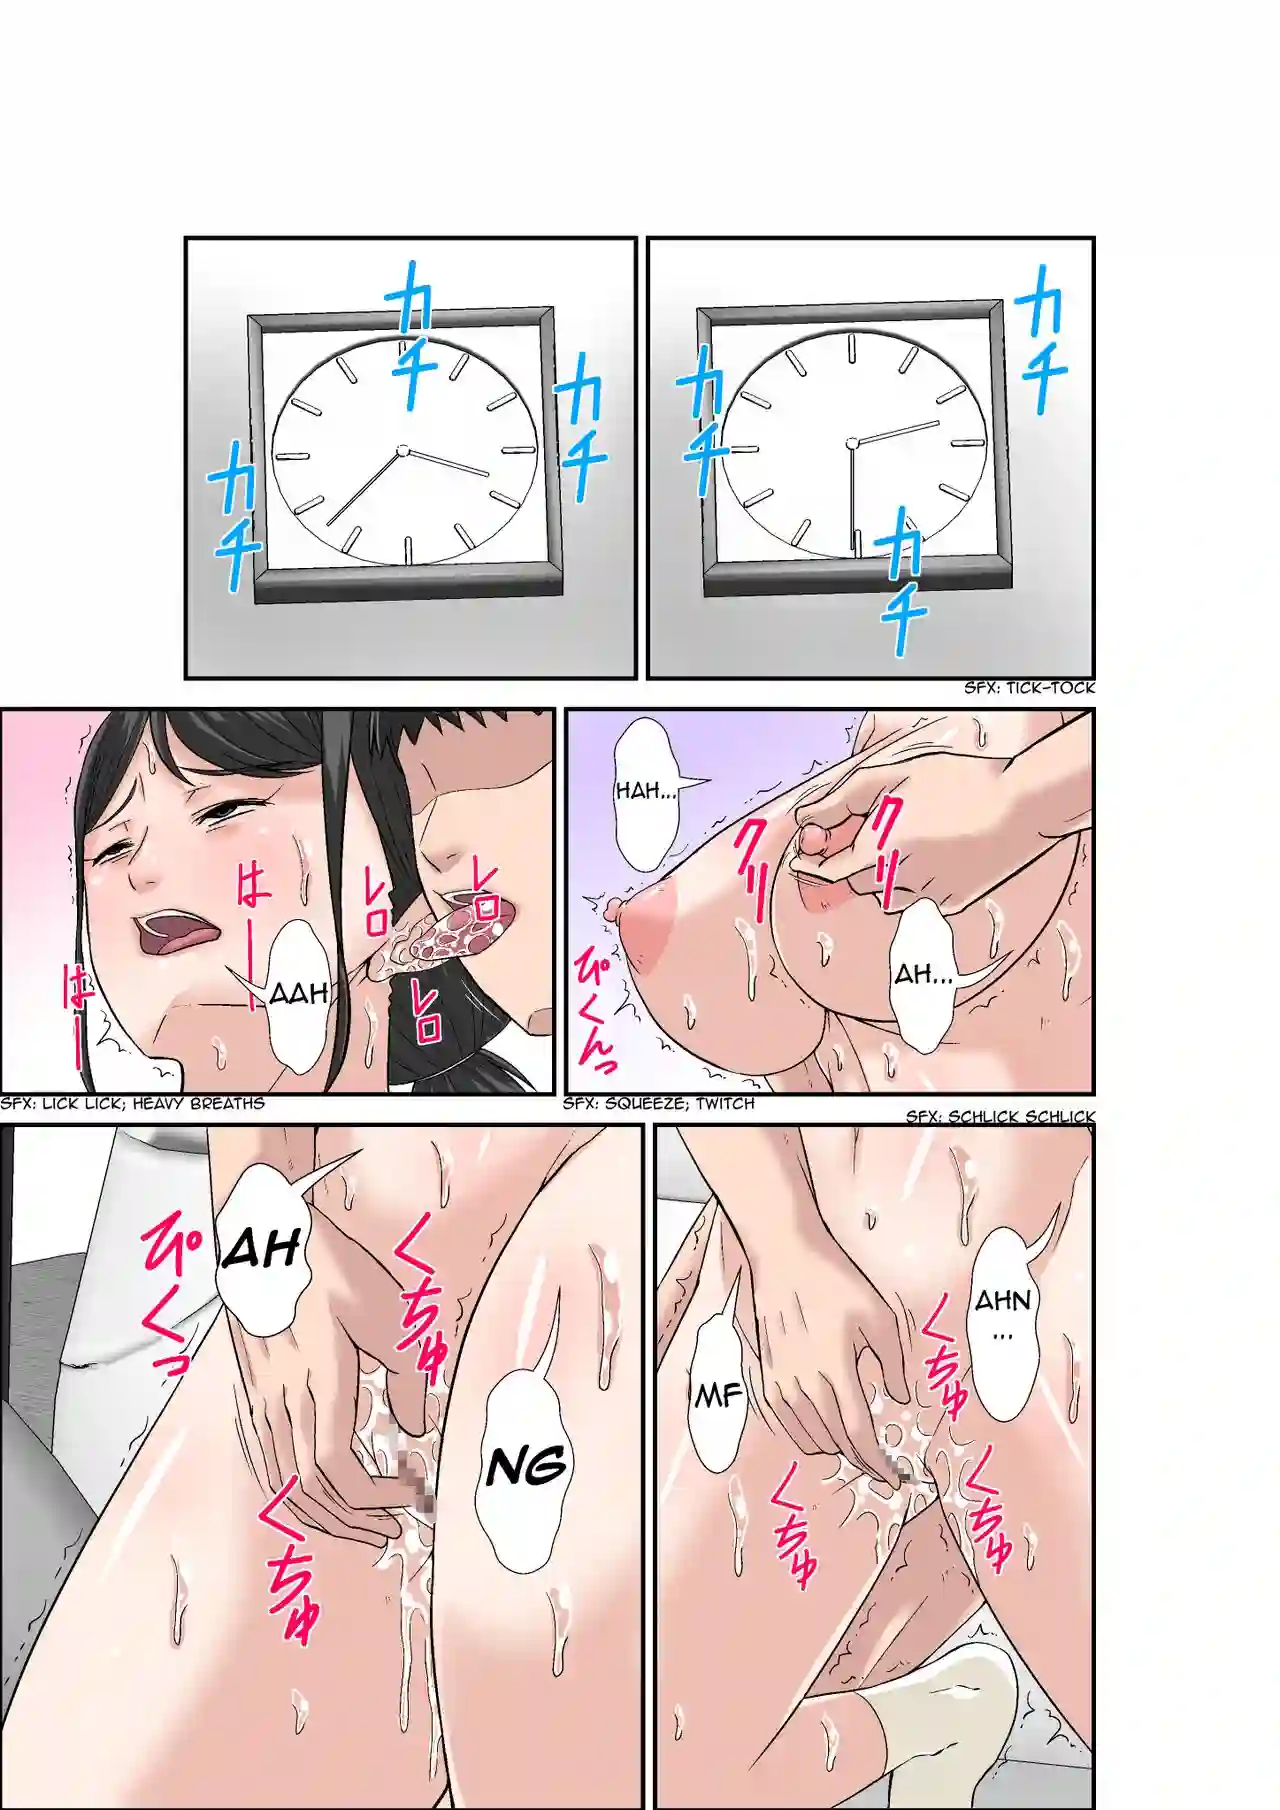 カチ
カチ
カチ
カチ
カチ
カチ
SFX: TICK-TOCK
HAH...
クリ
クリ
AH...
ぴくんっ
SFX: SQUEEZE; TWITCH
レロ
レロ
レロ
はー
はー
AAH
SFX: LICK LICK; HEAVY BREATHS
SFX: SCHLICK SCHLICK
AHN
...
くちゅ
MF
くちゅ
くちゅ
AH
くちゅ
ぴくっ
NG
くちゅ